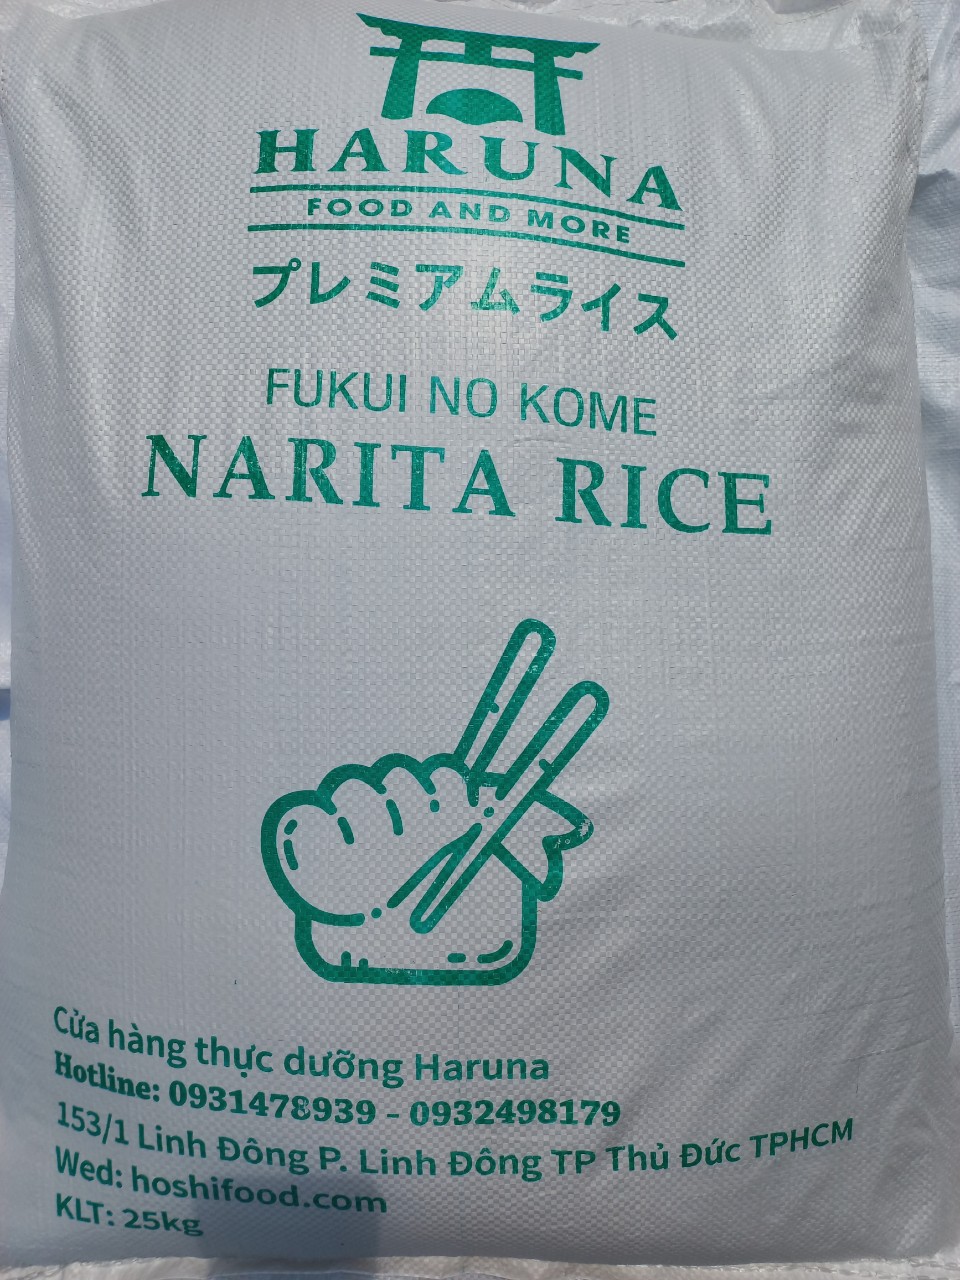 HARUNA
FOOD AND MORE
プレミアムライス
FUKUI NO KOME
NARITA RICE
Cửa hàng thực dưỡng Haruna
Hotline: 0931478939 - 0932498179
153/1 Linh Đông P. Linh Đông TP Thủ Đức TPHCM
Wed: hoshifood.com
KLT: 25kg